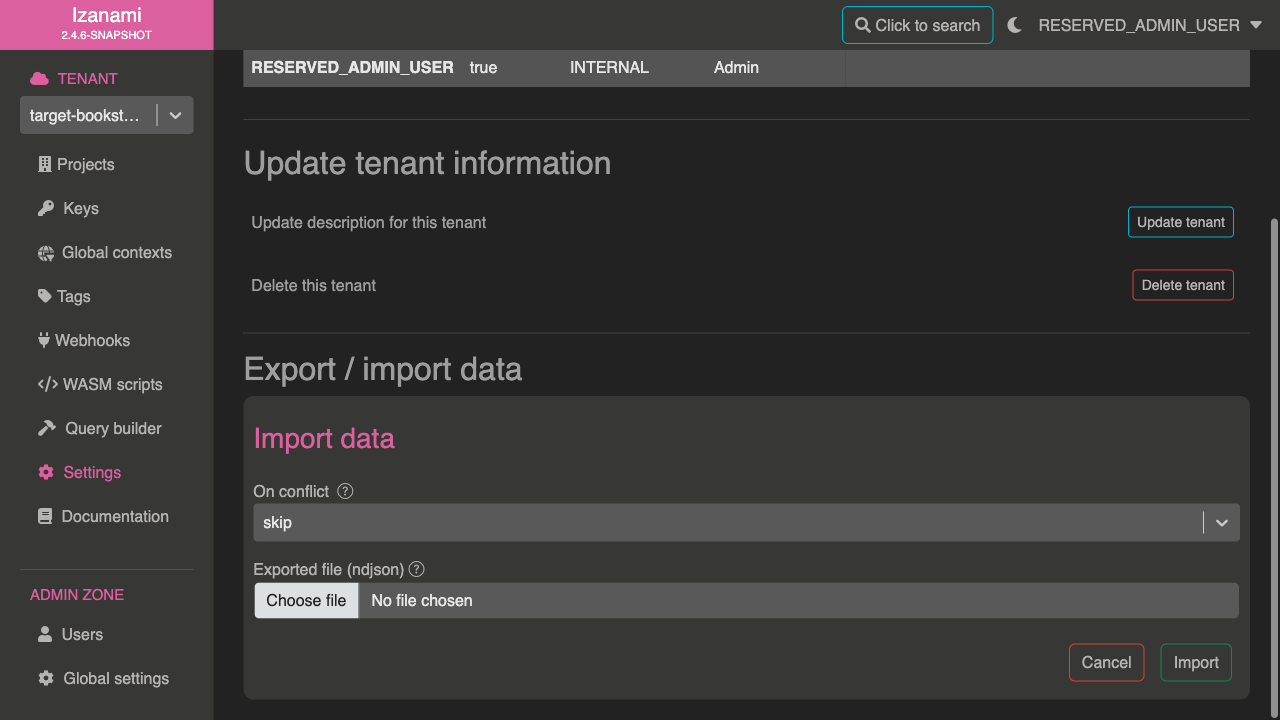 Izanami
2.4.6-SNAPSHOT
Click to search
RESERVED_ADMIN_USER
TENANT
target-bookst...
Projects
Keys
Global contexts
Tags
Webhooks
WASM scripts
Query builder
Settings
Documentation
ADMIN ZONE
Users
Global settings
RESERVED_ADMIN_USER true INTERNAL Admin
Update tenant information
Update description for this tenant Update tenant
Delete this tenant Delete tenant
Export / import data
Import data
On conflict ?
skip
Exported file (ndjson) ?
Choose file No file chosen
Cancel Import